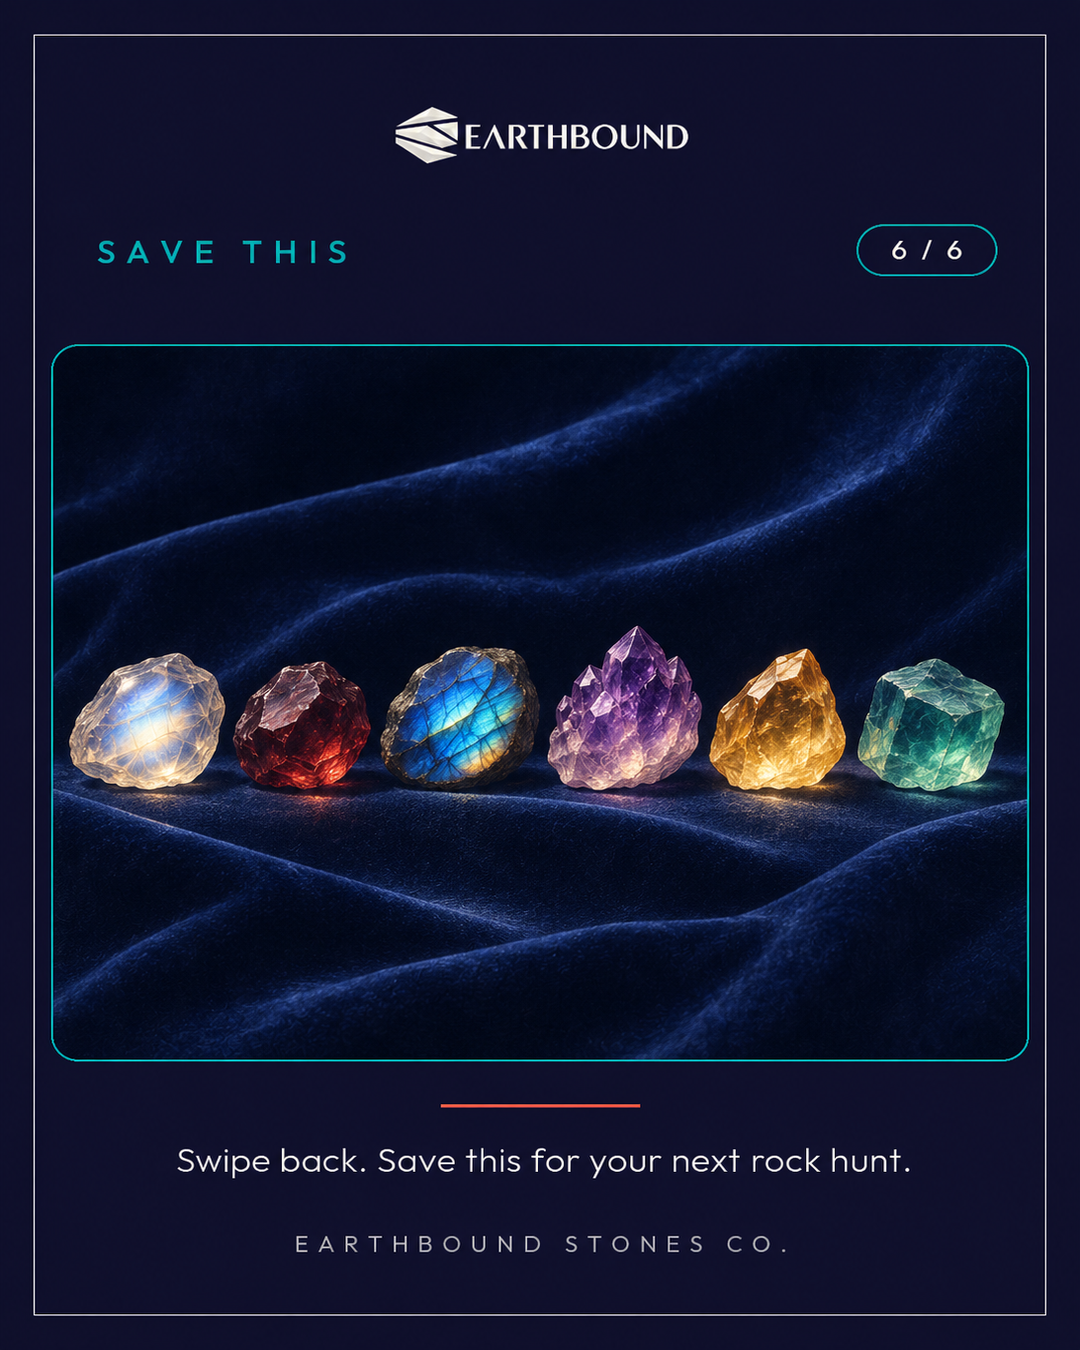 EARTHBOUND
SAVE THIS
6 / 6
Swipe back. Save this for your next rock hunt.
EARTHBOUND STONES CO.